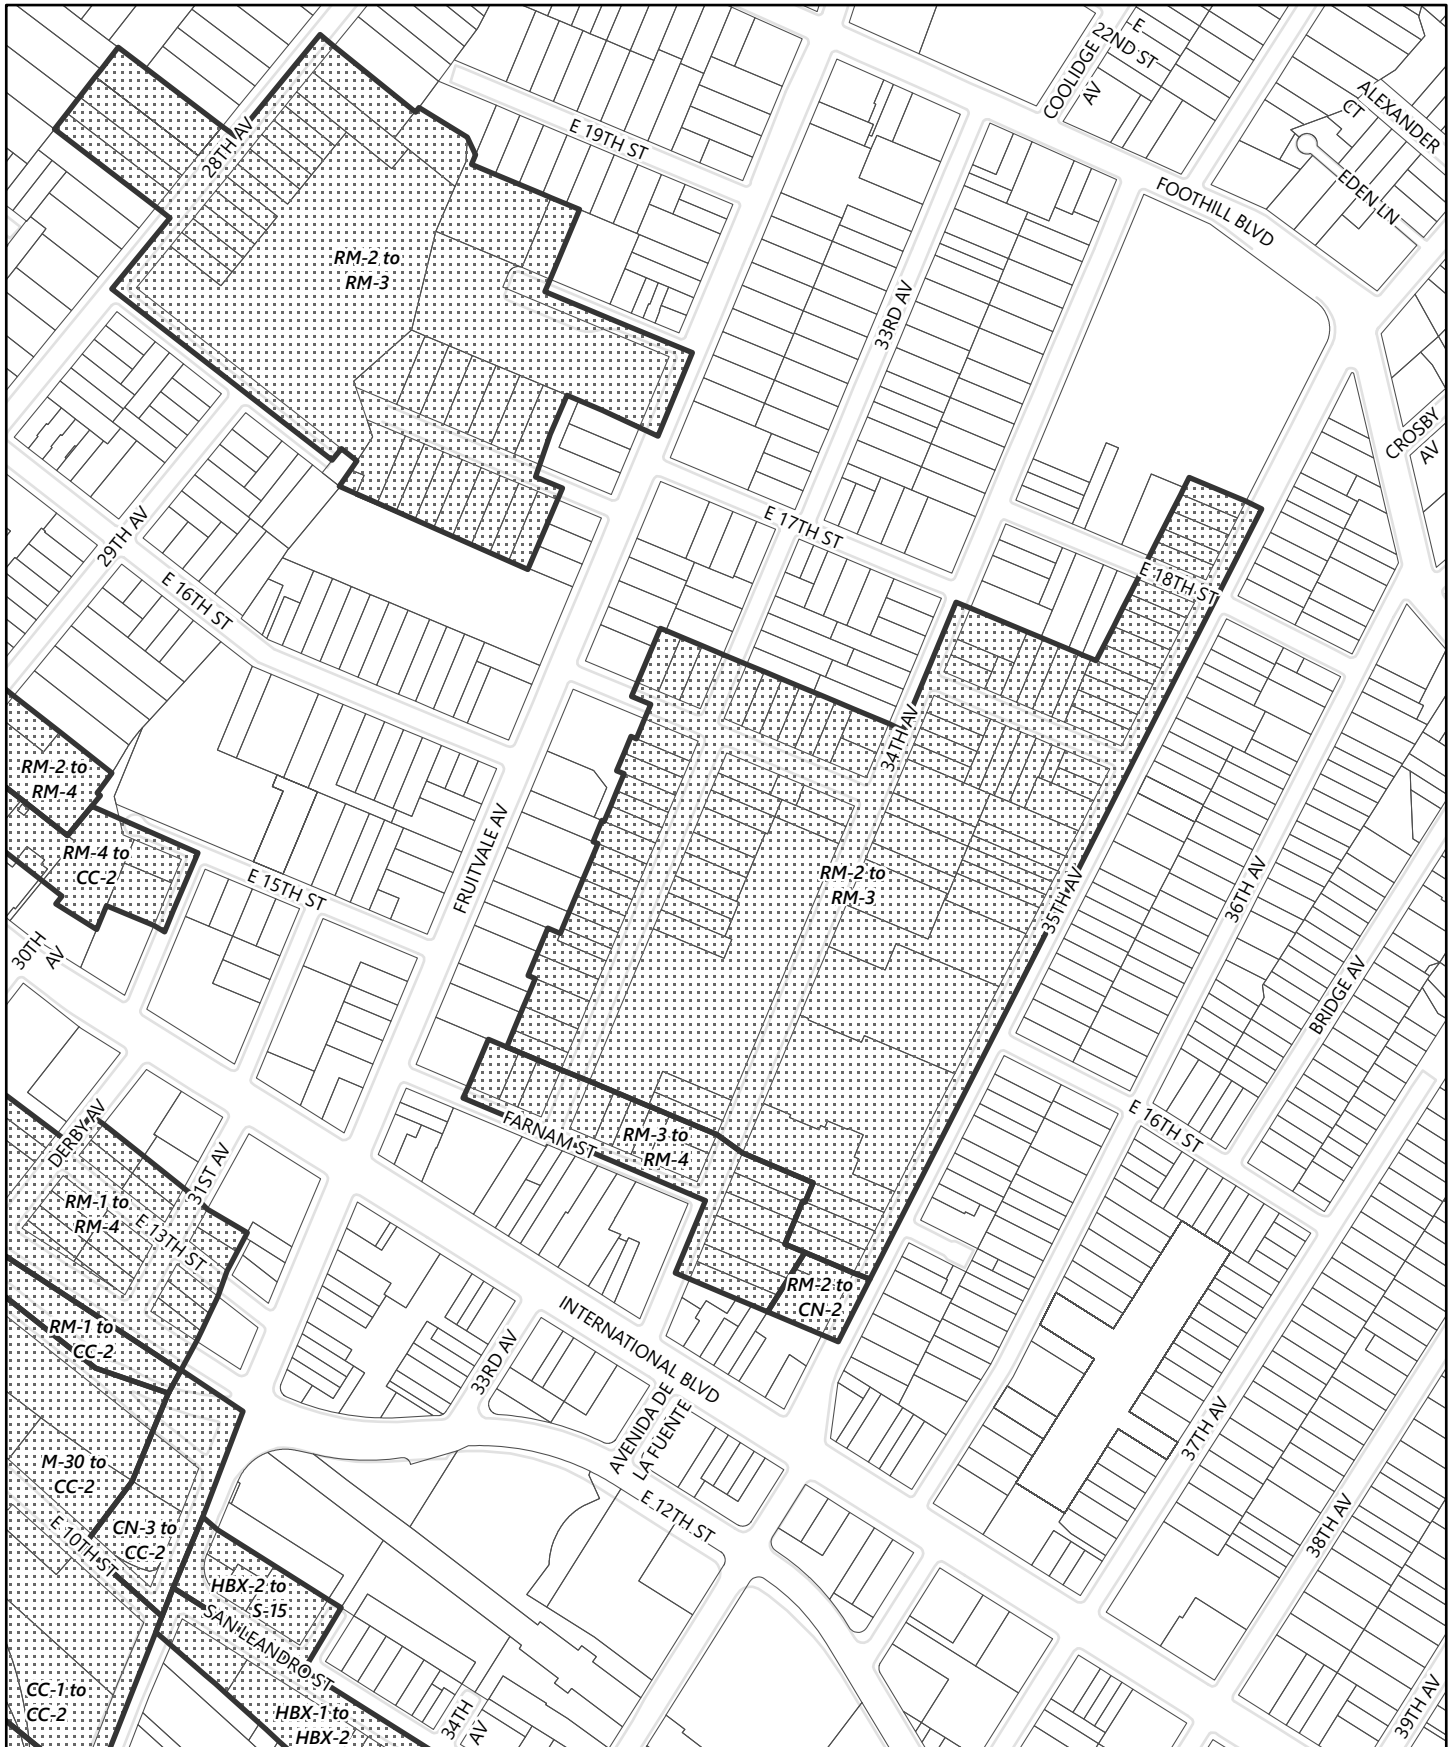 E
22ND ST
COOLIDGE
AV
ALEXANDER
CT
EDEN LN
28TH AV
E 19TH ST
FOOTHILL BLVD
RM-2 to
RM-3
33RD AV
CROSBY
AV
E 17TH ST
29TH AV
E 18TH ST
E 16TH ST
34TH AV
RM-2 to
RM-4
RM-4 to
CC-2
FRUITVALE AV
E 15TH ST
RM-2 to
RM-3
35TH AV
36TH AV
30TH
AV
BRIDGE AV
DERBY AV
FARNAM ST
RM-3 to
RM-4
E 16TH ST
31ST AV
RM-1 to
RM-4
E 13TH ST
RM-2 to
CN-2
RM-1 to
CC-2
INTERNATIONAL BLVD
33RD AV
AVENIDA DE
LA FUENTE
37TH AV
M-30 to
CC-2
E 12TH ST
38TH AV
CN-3 to
CC-2
E 10TH ST
HBX-2 to
S-15
SAN LEANDRO ST
CC-1 to
CC-2
HBX-1 to
HBX-2
34TH
AV
39TH AV